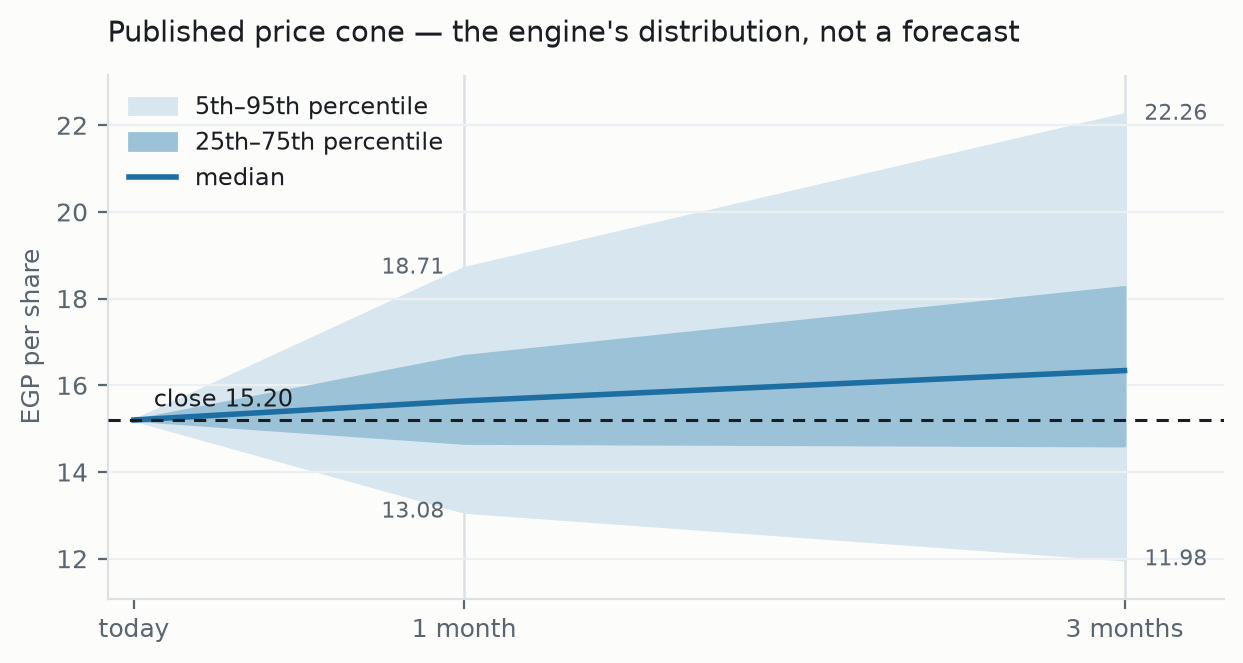 Published price cone — the engine's distribution, not a forecast
5th–95th percentile
25th–75th percentile
median
EGP per share
22
20
18
16
14
12
22.26
18.71
close 15.20
13.08
11.98
today
1 month
3 months